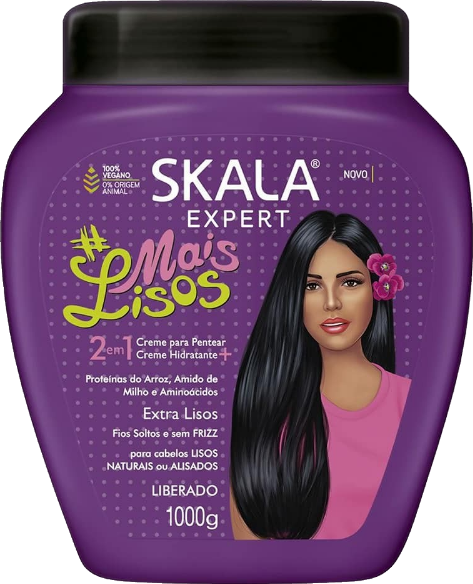 100%
VEGANO
0% ORIGEM
ANIMAL
SKALA®
EXPERT
NOVO
#Mais
Lisos
2 em 1 Creme para Pentear
Creme Hidratante +
Proteínas do Arroz, Amido de
Milho e Aminoácidos
Extra Lisos
Fios Soltos e sem FRIZZ
para cabelos LISOS
NATURAIS ou ALISADOS
LIBERADO
1000g